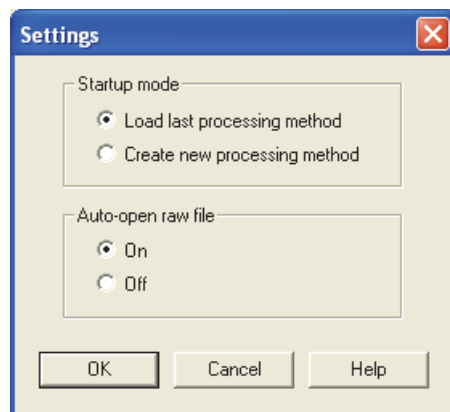 Settings
Startup mode
Load last processing method
Create new processing method
Auto-open raw file
On
Off
OK Cancel Help